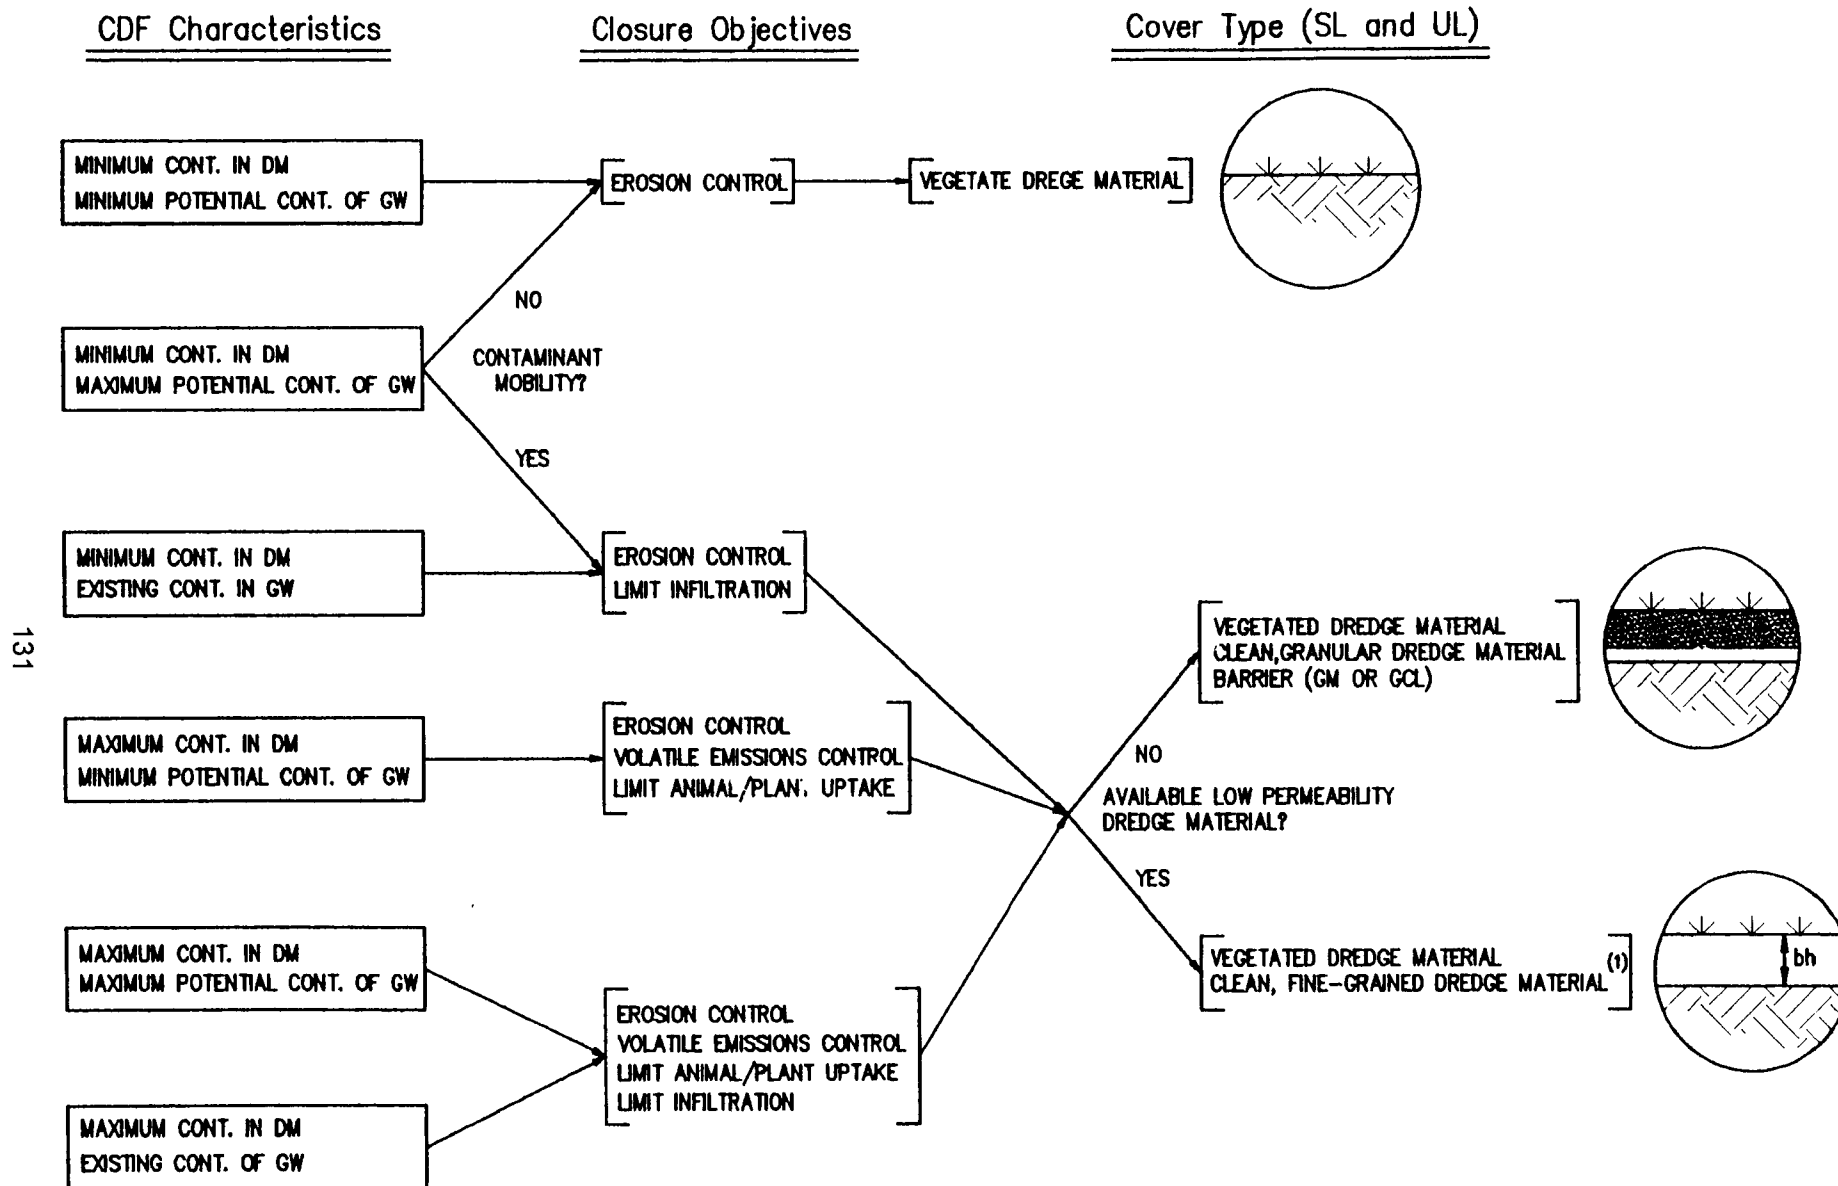 CDF Characteristics
Closure Objectives
Cover Type (SL and UL)
MINIMUM CONT. IN DM
MINIMUM POTENTIAL CONT. OF GW
EROSION CONTROL
VEGETATE DREGE MATERIAL
NO
MINIMUM CONT. IN DM
MAXIMUM POTENTIAL CONT. OF GW
CONTAMINANT
MOBILITY?
YES
MINIMUM CONT. IN DM
EXISTING CONT. IN GW
EROSION CONTROL
LIMIT INFILTRATION
VEGETATED DREDGE MATERIAL
CLEAN,GRANULAR DREDGE MATERIAL
BARRIER (GM OR GCL)
MAXIMUM CONT. IN DM
MINIMUM POTENTIAL CONT. OF GW
EROSION CONTROL
VOLATILE EMISSIONS CONTROL
LIMIT ANIMAL/PLAN. UPTAKE
NO
AVAILABLE LOW PERMEABILITY
DREDGE MATERIAL?
YES
MAXIMUM CONT. IN DM
MAXIMUM POTENTIAL CONT. OF GW
VEGETATED DREDGE MATERIAL
CLEAN, FINE-GRAINED DREDGE MATERIAL (1)
bh
EROSION CONTROL
VOLATILE EMISSIONS CONTROL
LIMIT ANIMAL/PLANT UPTAKE
LIMIT INFILTRATION
MAXIMUM CONT. IN DM
EXISTING CONT. OF GW
131